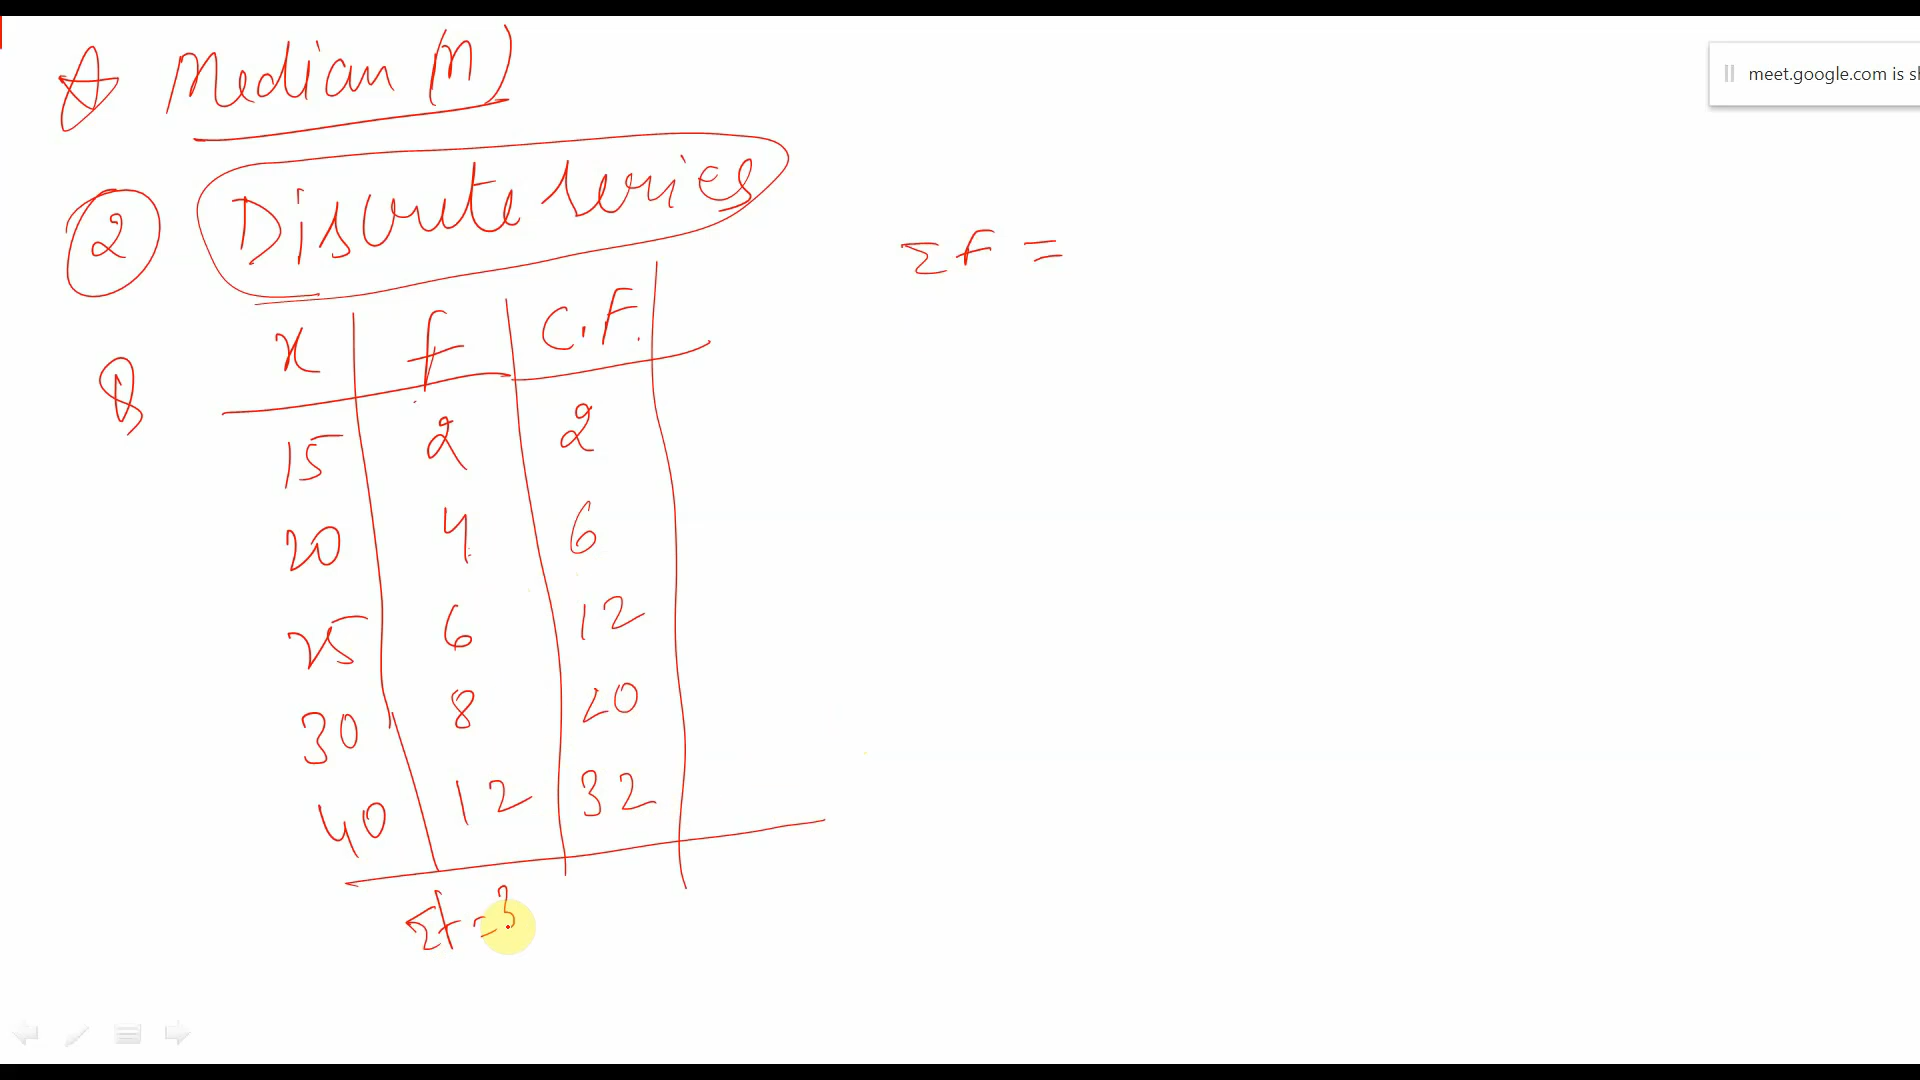 ☆ Median (M)
meet.google.com is sh
2 Discrete series
Σf =
Q x f C.F.
15 2 2
20 4 6
25 6 12
30 8 20
40 12 32
Σf = 3